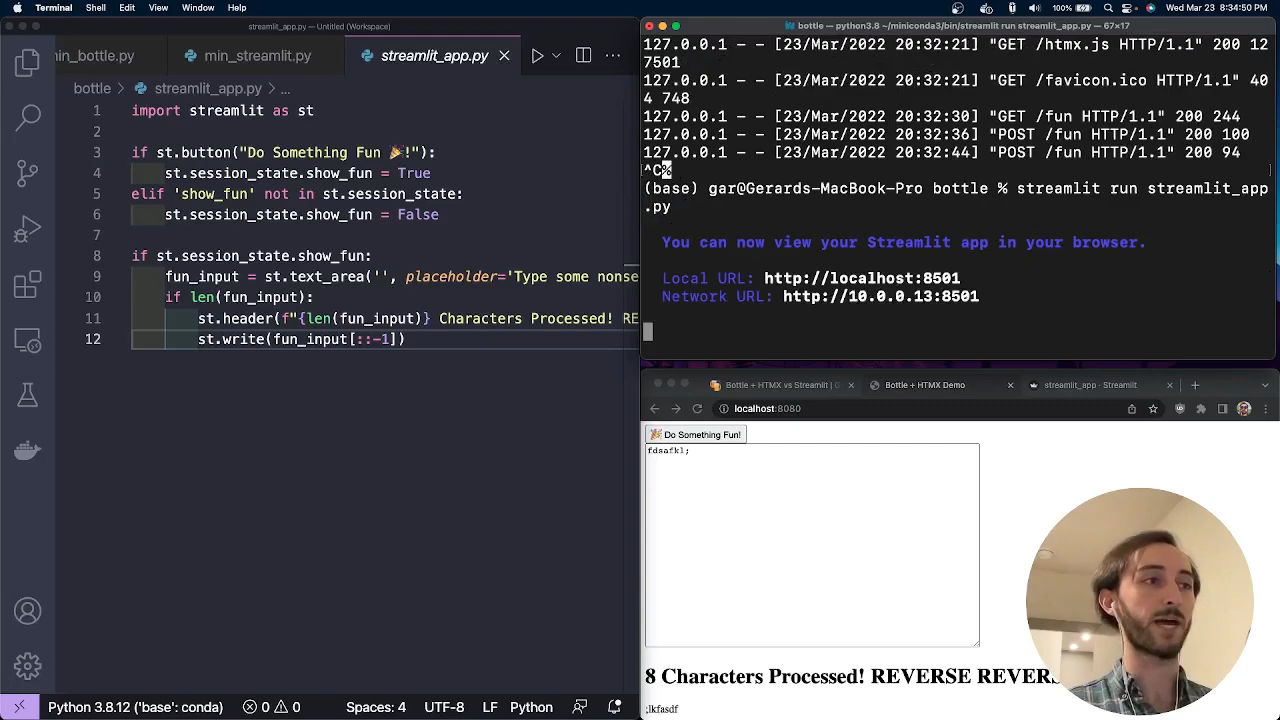 Terminal Shell Edit View Window Help
100% Wed Mar 23 8:34:50 PM
streamlit_app.py — Untitled (Workspace)
min_bottle.py min_streamlit.py streamlit_app.py
bottle > streamlit_app.py > ...
1 import streamlit as st
2
3 if st.button("Do Something Fun 🎉!"):
4 st.session_state.show_fun = True
5 elif 'show_fun' not in st.session_state:
6 st.session_state.show_fun = False
7
8 if st.session_state.show_fun:
9 fun_input = st.text_area('', placeholder='Type some nonse
10 if len(fun_input):
11 st.header(f"{len(fun_input)} Characters Processed! RE
12 st.write(fun_input[::-1])
Python 3.8.12 ('base': conda) 0 0 Spaces: 4 UTF-8 LF Python
bottle — python3.8 ~/miniconda3/bin/streamlit run streamlit_app.py — 67×17
127.0.0.1 - - [23/Mar/2022 20:32:21] "GET /htmx.js HTTP/1.1" 200 12
7501
127.0.0.1 - - [23/Mar/2022 20:32:21] "GET /favicon.ico HTTP/1.1" 40
4 748
127.0.0.1 - - [23/Mar/2022 20:32:30] "GET /fun HTTP/1.1" 200 244
127.0.0.1 - - [23/Mar/2022 20:32:36] "POST /fun HTTP/1.1" 200 100
127.0.0.1 - - [23/Mar/2022 20:32:44] "POST /fun HTTP/1.1" 200 94
^C%
(base) gar@Gerards-MacBook-Pro bottle % streamlit run streamlit_app
.py
You can now view your Streamlit app in your browser.
Local URL: http://localhost:8501
Network URL: http://10.0.0.13:8501
Bottle + HTMX vs Streamlit | G Bottle + HTMX Demo streamlit_app · Streamlit
localhost:8080
🎉 Do Something Fun!
fdsafkl;
8 Characters Processed! REVERSE REVERS
;lkfasdf